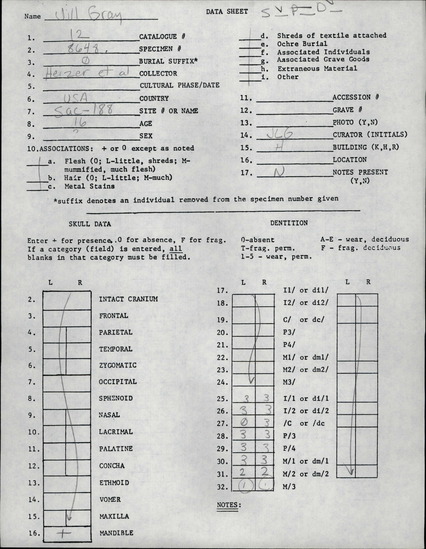 Name Will Gray DATA SHEET S V P D
1. 12 CATALOGUE #
2. 8648. SPECIMEN #
3. 0 BURIAL SUFFIX*
4. Heizer et al COLLECTOR
5. CULTURAL PHASE/DATE
6. USA COUNTRY
7. Sac-188 SITE # OR NAME
8. 16 AGE
9. ? SEX
10. ASSOCIATIONS: + or 0 except as noted
a. Flesh (0; L-little, shreds; M-mummified, much flesh)
b. Hair (0; L-little; M-much)
c. Metal Stains
d. Shreds of textile attached
e. Ochre Burial
f. Associated Individuals
g. Associated Grave Goods
h. Extraneous Material
i. Other
11. ACCESSION #
12. GRAVE #
13. PHOTO (Y,N)
14. JLG CURATOR (INITIALS)
15. H BUILDING (K,H,R)
16. LOCATION
17. N NOTES PRESENT (Y,N)
*suffix denotes an individual removed from the specimen number given
SKULL DATA
Enter + for presence, 0 for absence, F for frag.
If a category (field) is entered, all
blanks in that category must be filled.
L R
2. INTACT CRANIUM
3. FRONTAL
4. PARIETAL
5. TEMPORAL
6. ZYGOMATIC
7. OCCIPITAL
8. SPHENOID
9. NASAL
10. LACRIMAL
11. PALATINE
12. CONCHA
13. ETHMOID
14. VOMER
15. MAXILLA
16. + MANDIBLE
DENTITION
0-absent A-E - wear, deciduous
T-frag. perm. F - frag. deciduous
1-5 - wear, perm.
L R L R
17. I1/ or di1/
18. I2/ or di2/
19. C/ or dc/
20. P3/
21. P4/
22. M1/ or dm1/
23. M2/ or dm2/
24. M3/
25. 3 3 I/1 or di/1
26. 3 3 I/2 or di/2
27. 0 3 /C or /dc
28. 3 3 P/3
29. 3 3 P/4
30. 3 3 M/1 or dm/1
31. 2 2 M/2 or dm/2
32. 1 1 M/3
NOTES: